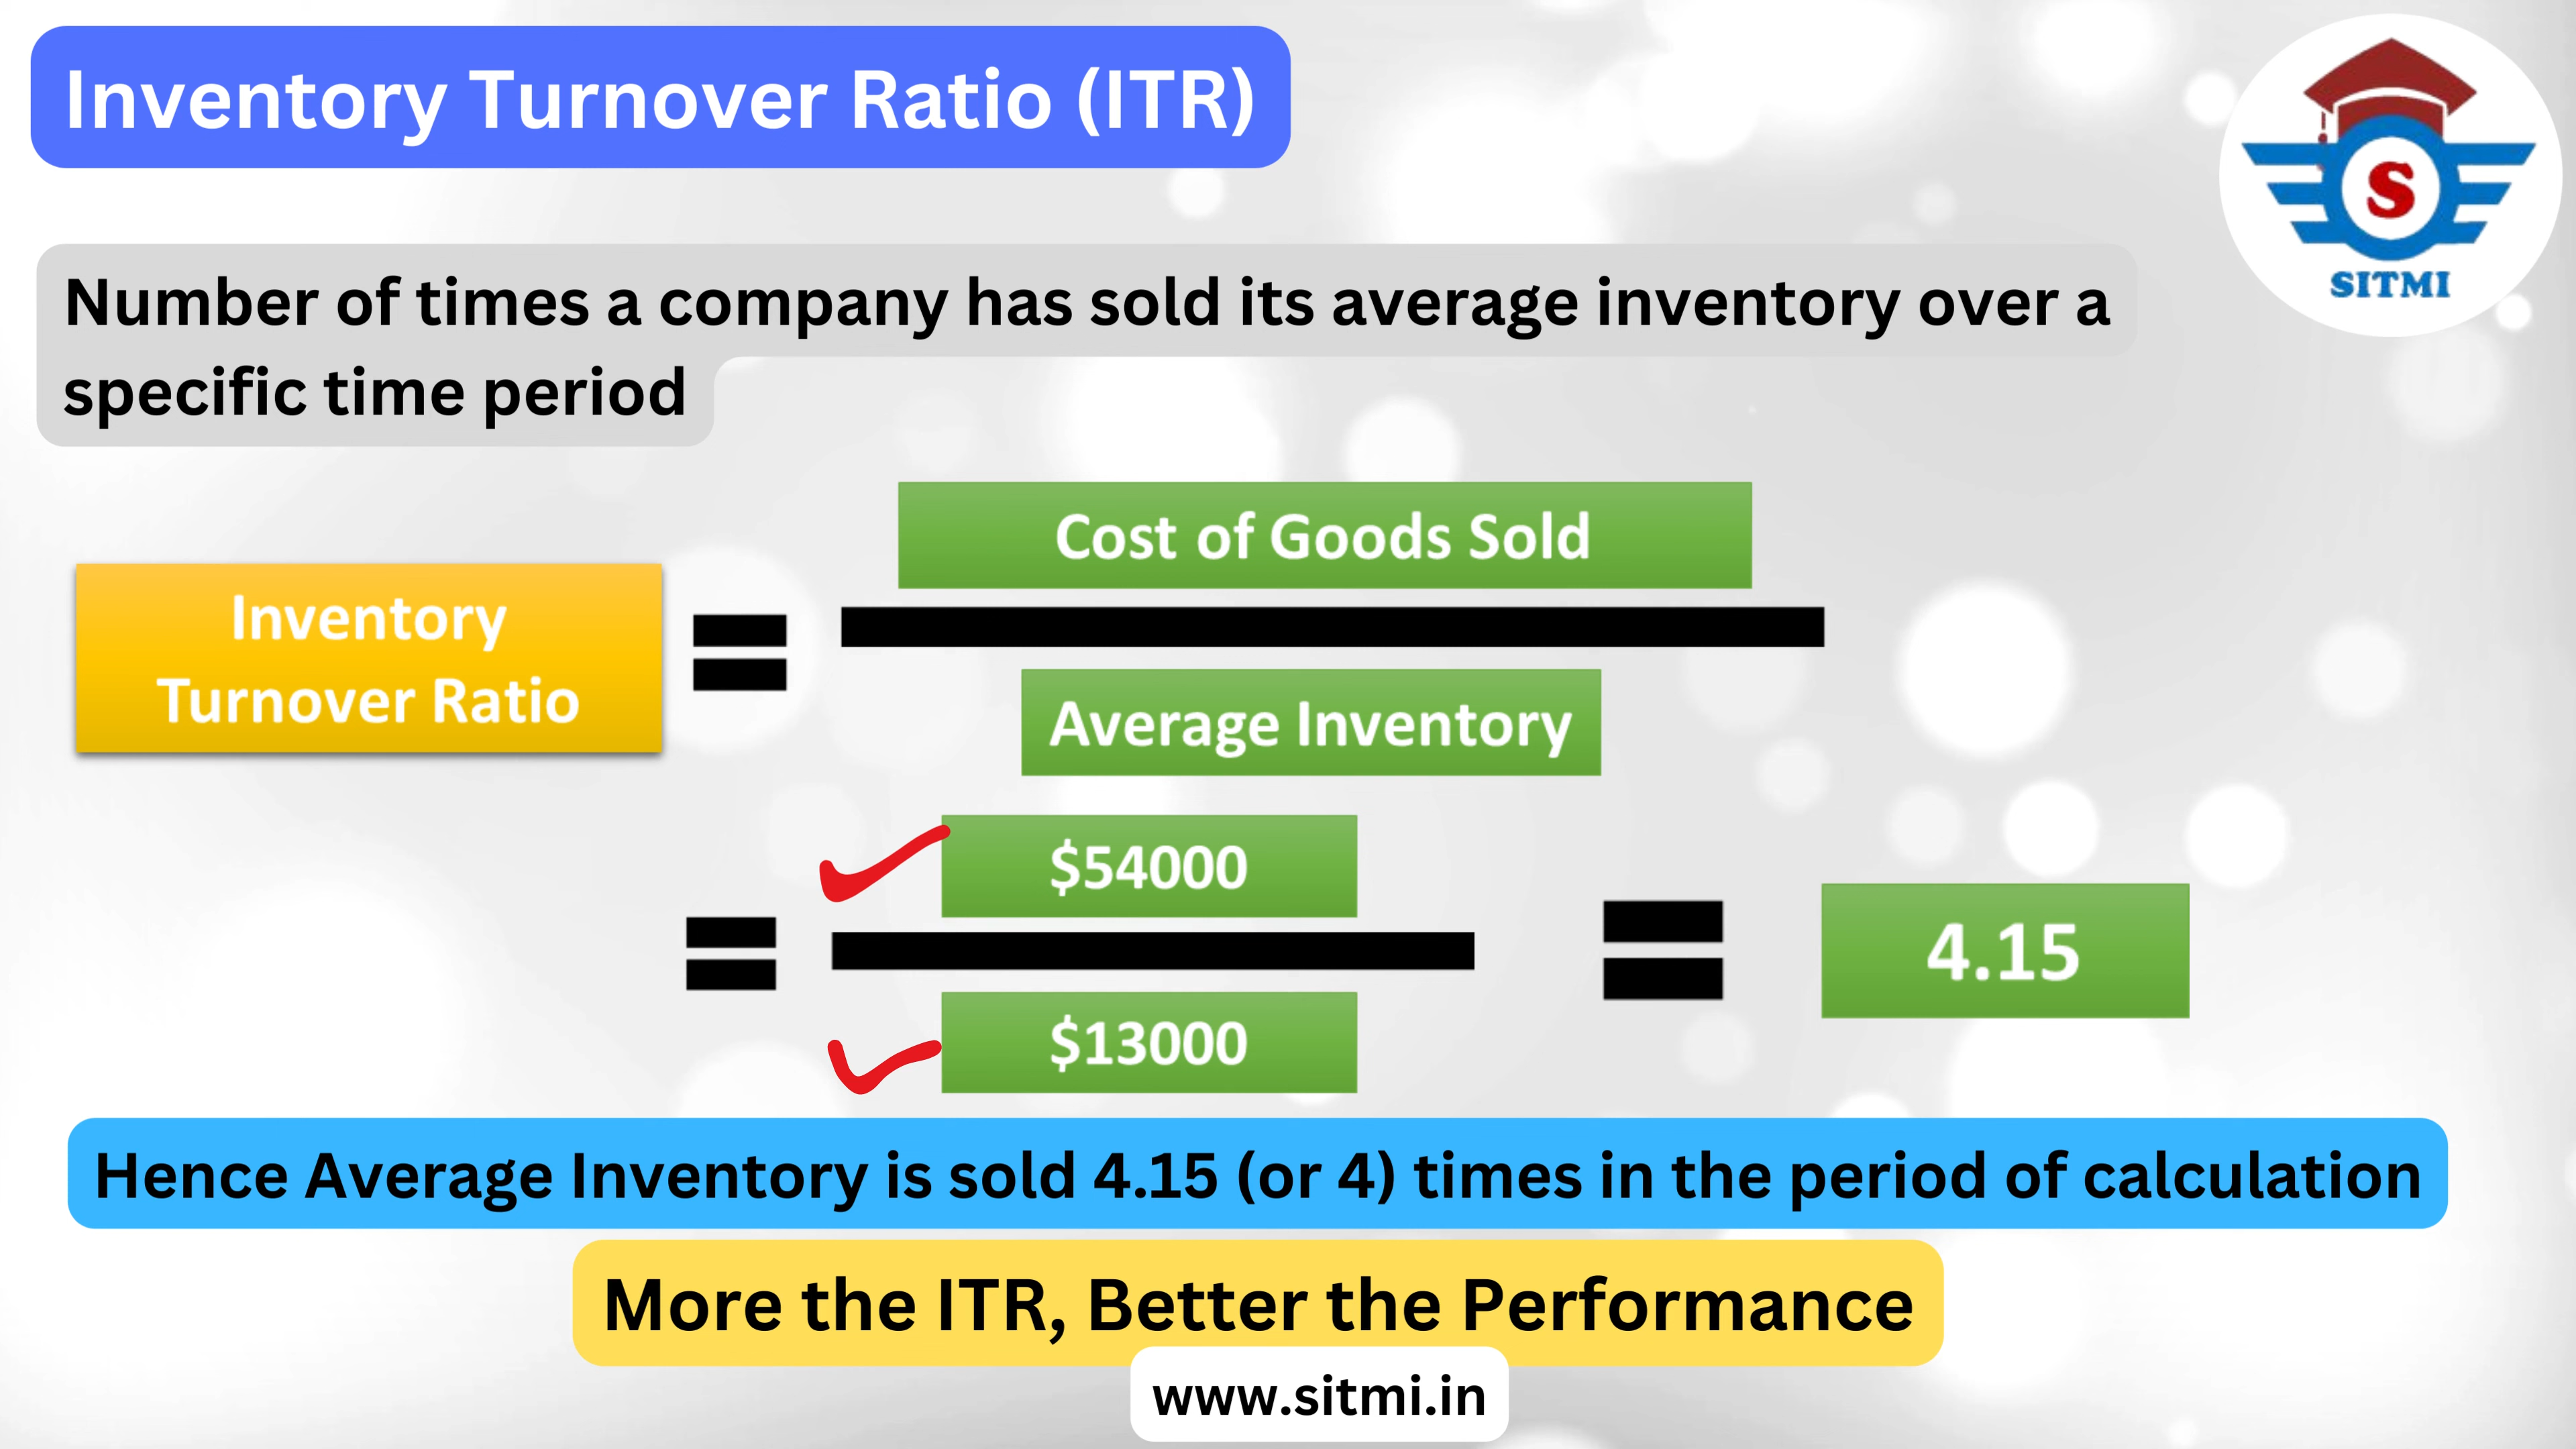 Inventory Turnover Ratio (ITR)
S
SITMI
Number of times a company has sold its average inventory over a
specific time period
Inventory
Turnover Ratio
=
Cost of Goods Sold
Average Inventory
=
$54000
$13000
=
4.15
Hence Average Inventory is sold 4.15 (or 4) times in the period of calculation
More the ITR, Better the Performance
www.sitmi.in